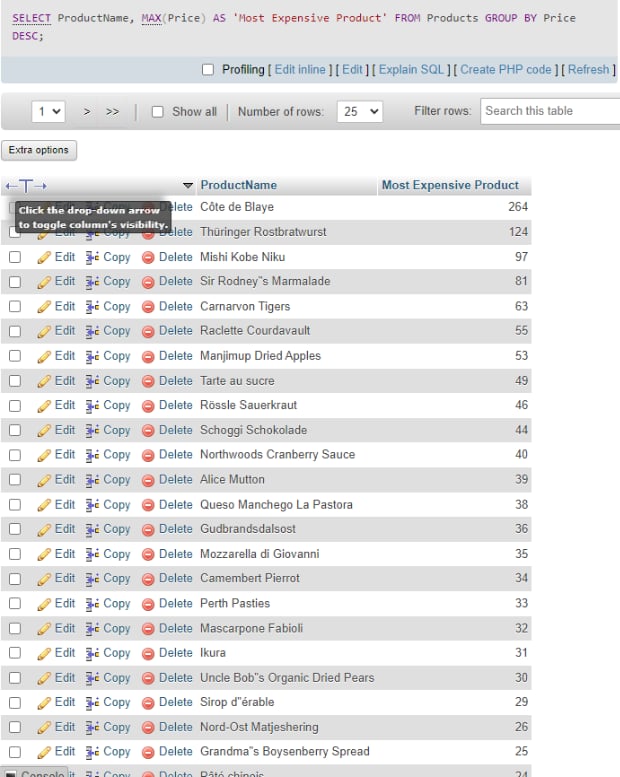 SELECT ProductName, MAX(Price) AS 'Most Expensive Product' FROM Products GROUP BY Price
DESC;
Profiling [ Edit inline ] [ Edit ] [ Explain SQL ] [ Create PHP code ] [ Refresh ]
1 > >> Show all Number of rows: 25 Filter rows: Search this table
Extra options
←T→ ProductName Most Expensive Product
Copy Delete Côte de Blaye 264
Click the drop-down arrow
to toggle column's visibility.
Edit Copy Delete Thüringer Rostbratwurst 124
Edit Copy Delete Mishi Kobe Niku 97
Edit Copy Delete Sir Rodney"s Marmalade 81
Edit Copy Delete Carnarvon Tigers 63
Edit Copy Delete Raclette Courdavault 55
Edit Copy Delete Manjimup Dried Apples 53
Edit Copy Delete Tarte au sucre 49
Edit Copy Delete Rössle Sauerkraut 46
Edit Copy Delete Schoggi Schokolade 44
Edit Copy Delete Northwoods Cranberry Sauce 40
Edit Copy Delete Alice Mutton 39
Edit Copy Delete Queso Manchego La Pastora 38
Edit Copy Delete Gudbrandsdalsost 36
Edit Copy Delete Mozzarella di Giovanni 35
Edit Copy Delete Camembert Pierrot 34
Edit Copy Delete Perth Pasties 33
Edit Copy Delete Mascarpone Fabioli 32
Edit Copy Delete Ikura 31
Edit Copy Delete Uncle Bob"s Organic Dried Pears 30
Edit Copy Delete Sirop d"érable 29
Edit Copy Delete Nord-Ost Matjeshering 26
Edit Copy Delete Grandma"s Boysenberry Spread 25
Console Copy Delete Pâté chinois 24